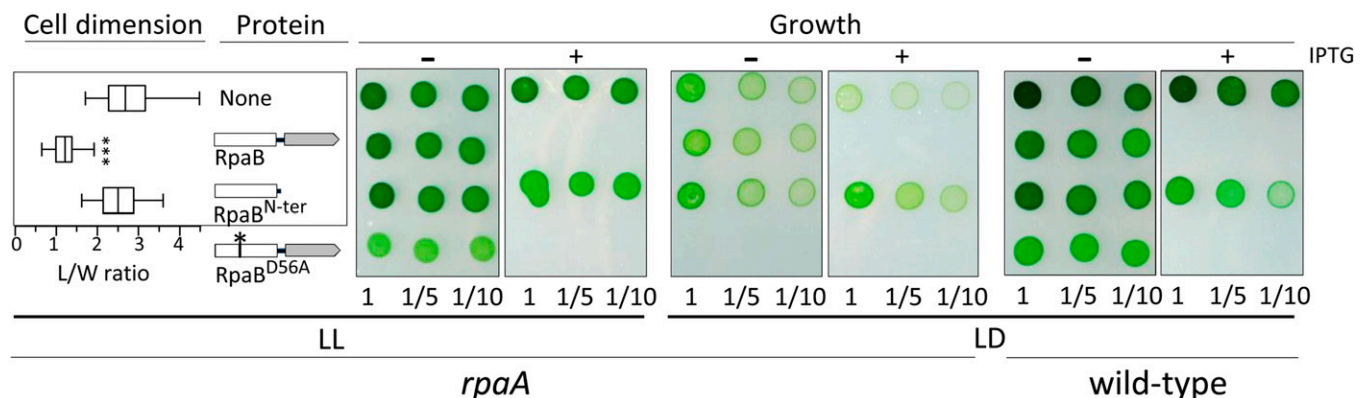 Cell dimension Protein Growth
- + - + - + IPTG
None
***
RpaB
RpaB^N-ter
*
RpaB^D56A
0 1 2 3 4
L/W ratio
1 1/5 1/10 1 1/5 1/10 1 1/5 1/10 1 1/5 1/10 1 1/5 1/10 1 1/5 1/10
LL LD
rpaA wild-type